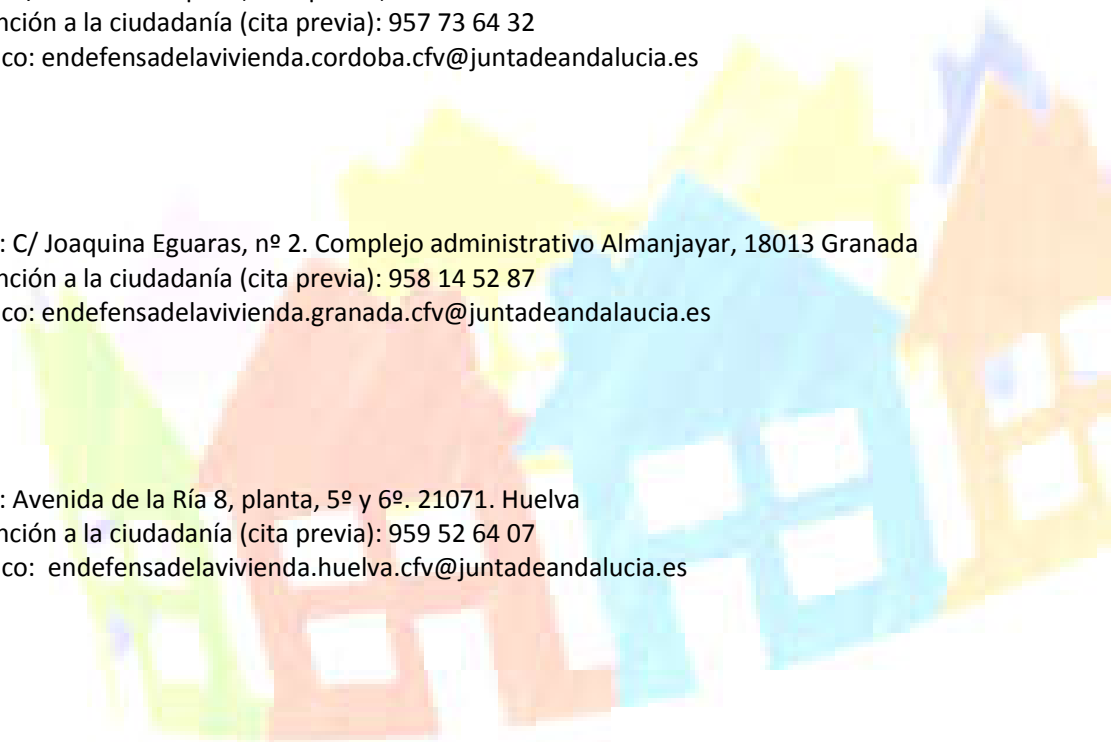 nción a la ciudadanía (cita previa): 957 73 64 32
co: endefensadelavivienda.cordoba.cfv@juntadeandalucia.es
: C/ Joaquina Eguaras, nº 2. Complejo administrativo Almanjayar, 18013 Granada
nción a la ciudadanía (cita previa): 958 14 52 87
co: endefensadelavivienda.granada.cfv@juntadeandalaucia.es
: Avenida de la Ría 8, planta, 5º y 6º. 21071. Huelva
nción a la ciudadanía (cita previa): 959 52 64 07
co: endefensadelavivienda.huelva.cfv@juntadeandalucia.es